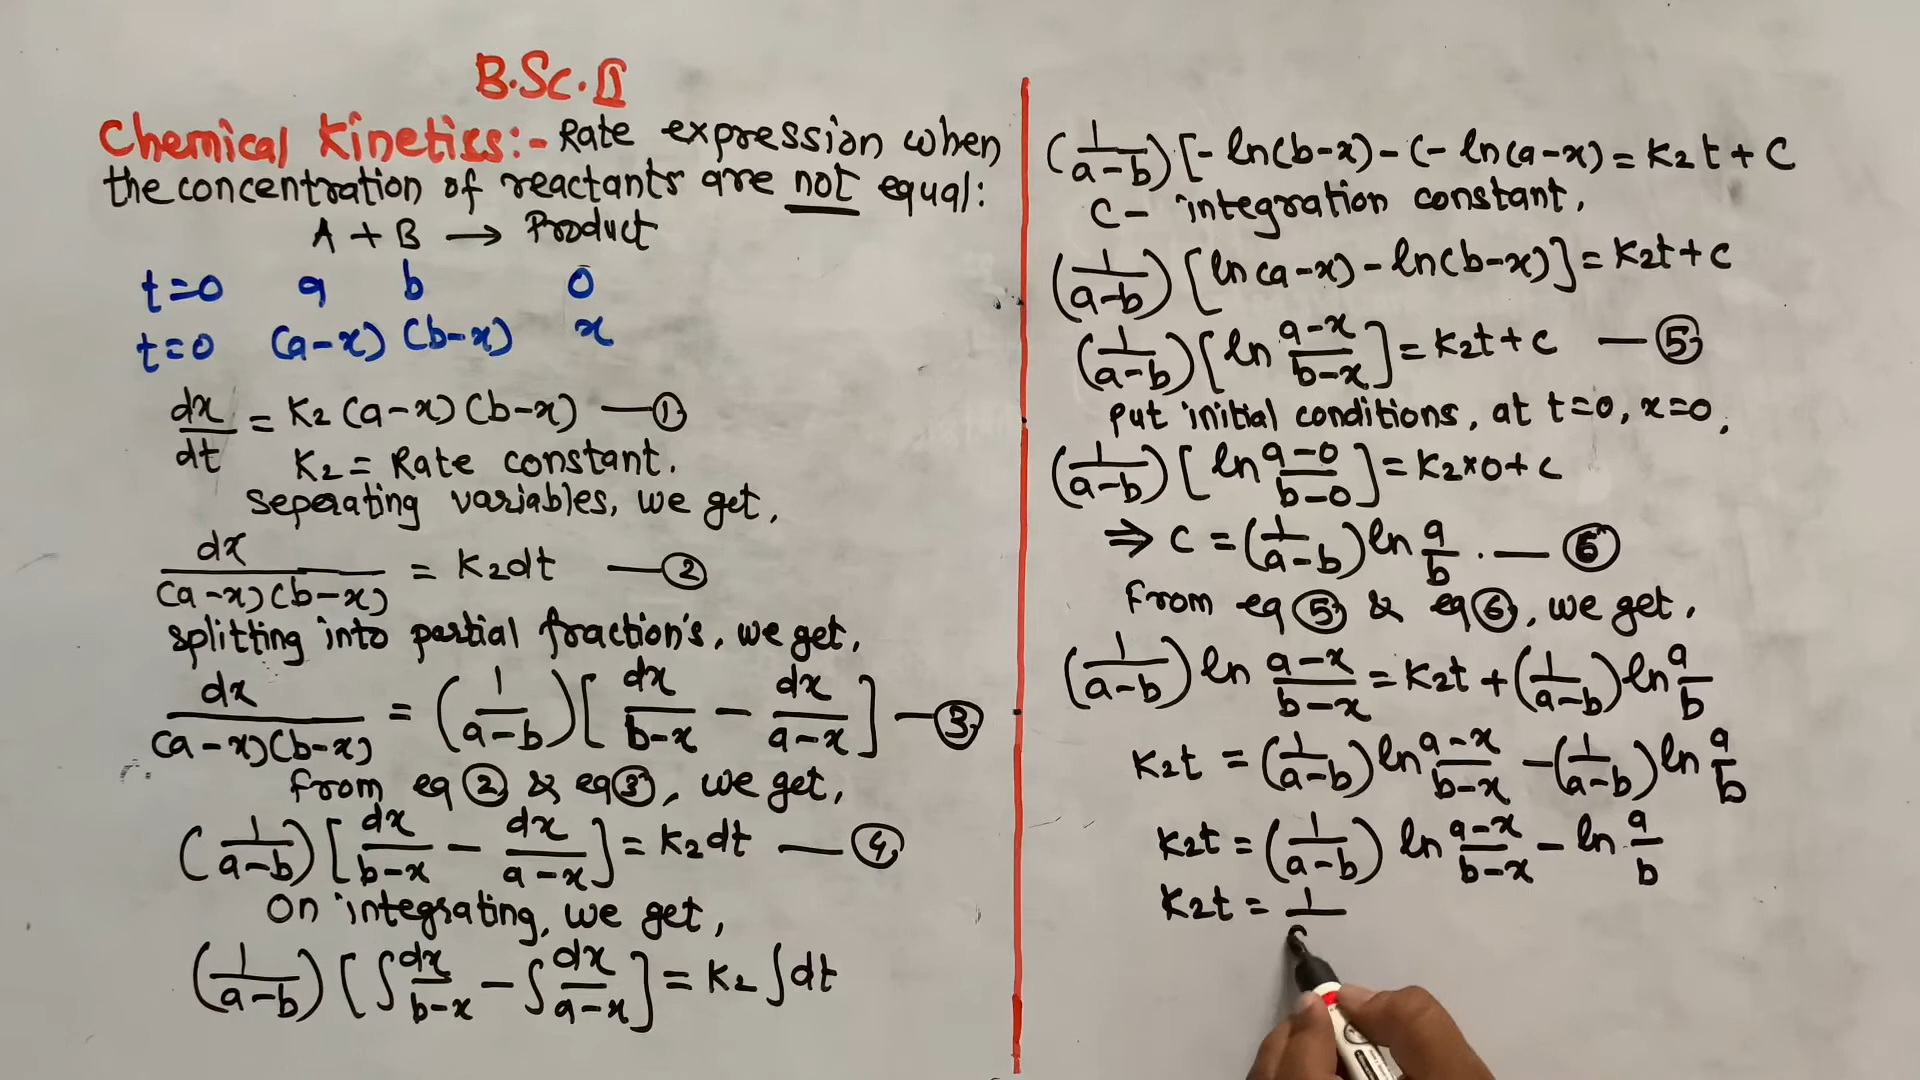 B.Sc.II
Chemical Kinetics:- Rate expression when
the concentration of reactants are not equal:
A + B → Product
t=0 a b 0
t=0 (a-x) (b-x) x
dx/dt = K₂ (a-x) (b-x) — ①
K₂ = Rate constant.
seperating variables, we get,
dx/(a-x)(b-x) = K₂dt — ②
splitting into partial fraction's, we get,
dx/(a-x)(b-x) = (1/a-b) [dx/b-x - dx/a-x] — ③
From eq ② & eq ③, we get,
(1/a-b) [dx/b-x - dx/a-x] = K₂dt — ④
On integrating, we get,
(1/a-b) [∫dx/b-x - ∫dx/a-x] = K₂ ∫dt
(1/a-b) [- ln(b-x) - (- ln(a-x) = K₂t + C
C - integration constant,
(1/a-b) [ln(a-x) - ln(b-x)] = K₂t + C
(1/a-b) [ln a-x/b-x] = K₂t + C — ⑤
Put initial conditions, at t=0, x=0,
(1/a-b) [ln a-0/b-0] = K₂×0+C
⇒ C = (1/a-b) ln a/b . — ⑥
From eq ⑤ & eq ⑥, we get,
(1/a-b) ln a-x/b-x = K₂t + (1/a-b) ln a/b
K₂t = (1/a-b) ln a-x/b-x - (1/a-b) ln a/b
K₂t = (1/a-b) ln a-x/b-x - ln a/b
K₂t = 1/